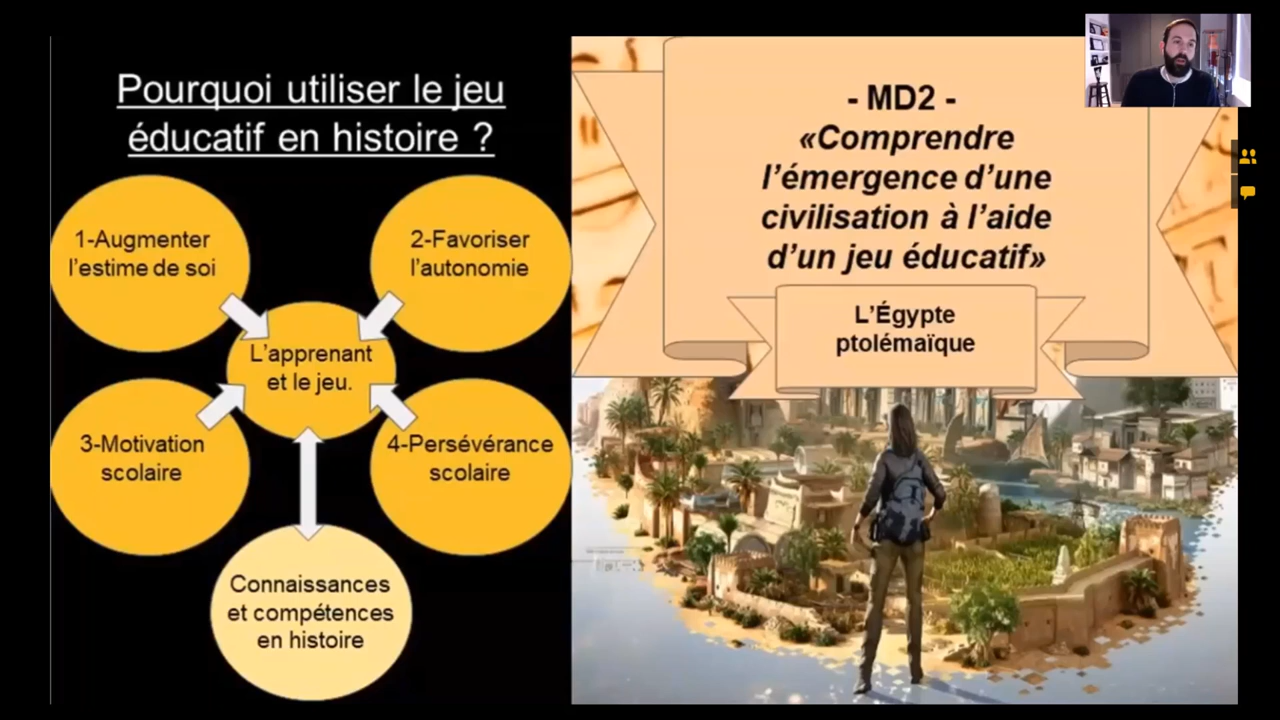 Pourquoi utiliser le jeu
éducatif en histoire ?
1-Augmenter
l'estime de soi
2-Favoriser
l'autonomie
L'apprenant
et le jeu.
3-Motivation
scolaire
4-Persévérance
scolaire
Connaissances
et compétences
en histoire
- MD2 -
«Comprendre
l'émergence d'une
civilisation à l'aide
d'un jeu éducatif»
L'Égypte
ptolémaïque